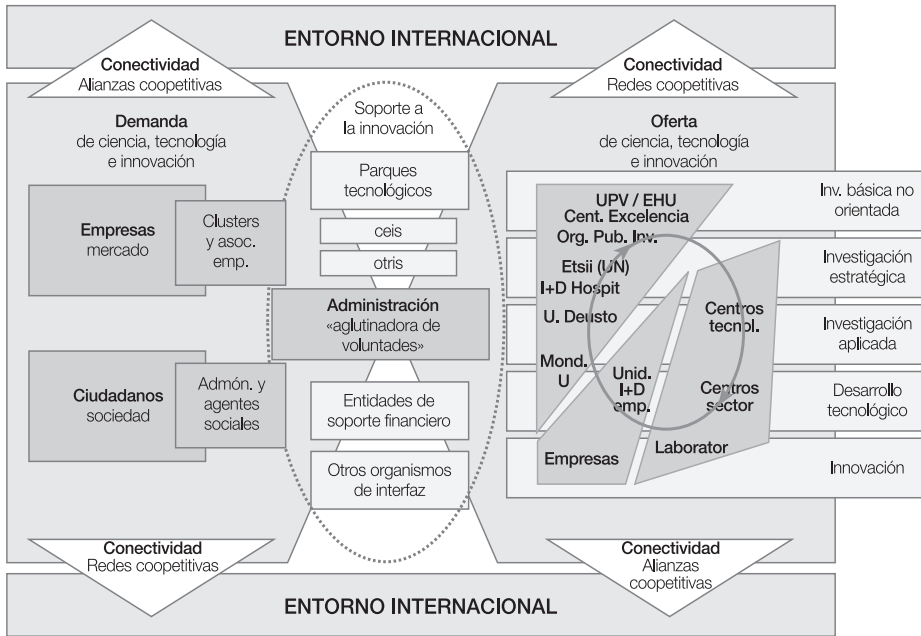 ENTORNO INTERNACIONAL
Conectividad
Alianzas coopetitivas
Conectividad
Redes coopetitivas
Demanda
de ciencia, tecnología
e innovación
Empresas
mercado
Clusters
y asoc.
emp.
Ciudadanos
sociedad
Admón. y
agentes
sociales
Soporte a
la innovación
Parques
tecnológicos
ceis
otris
Administración
«aglutinadora de
voluntades»
Entidades de
soporte financiero
Otros organismos
de interfaz
Oferta
de ciencia, tecnología
e innovación
UPV / EHU
Cent. Excelencia
Org. Pub. Inv.
Etsii (UN)
I+D Hospit
U. Deusto
Mond.
U
Unid.
I+D
emp.
Empresas
Centros
tecnol.
Centros
sector
Laborator
Inv. básica no
orientada
Investigación
estratégica
Investigación
aplicada
Desarrollo
tecnológico
Innovación
Conectividad
Redes coopetitivas
Conectividad
Alianzas
coopetitivas
ENTORNO INTERNACIONAL